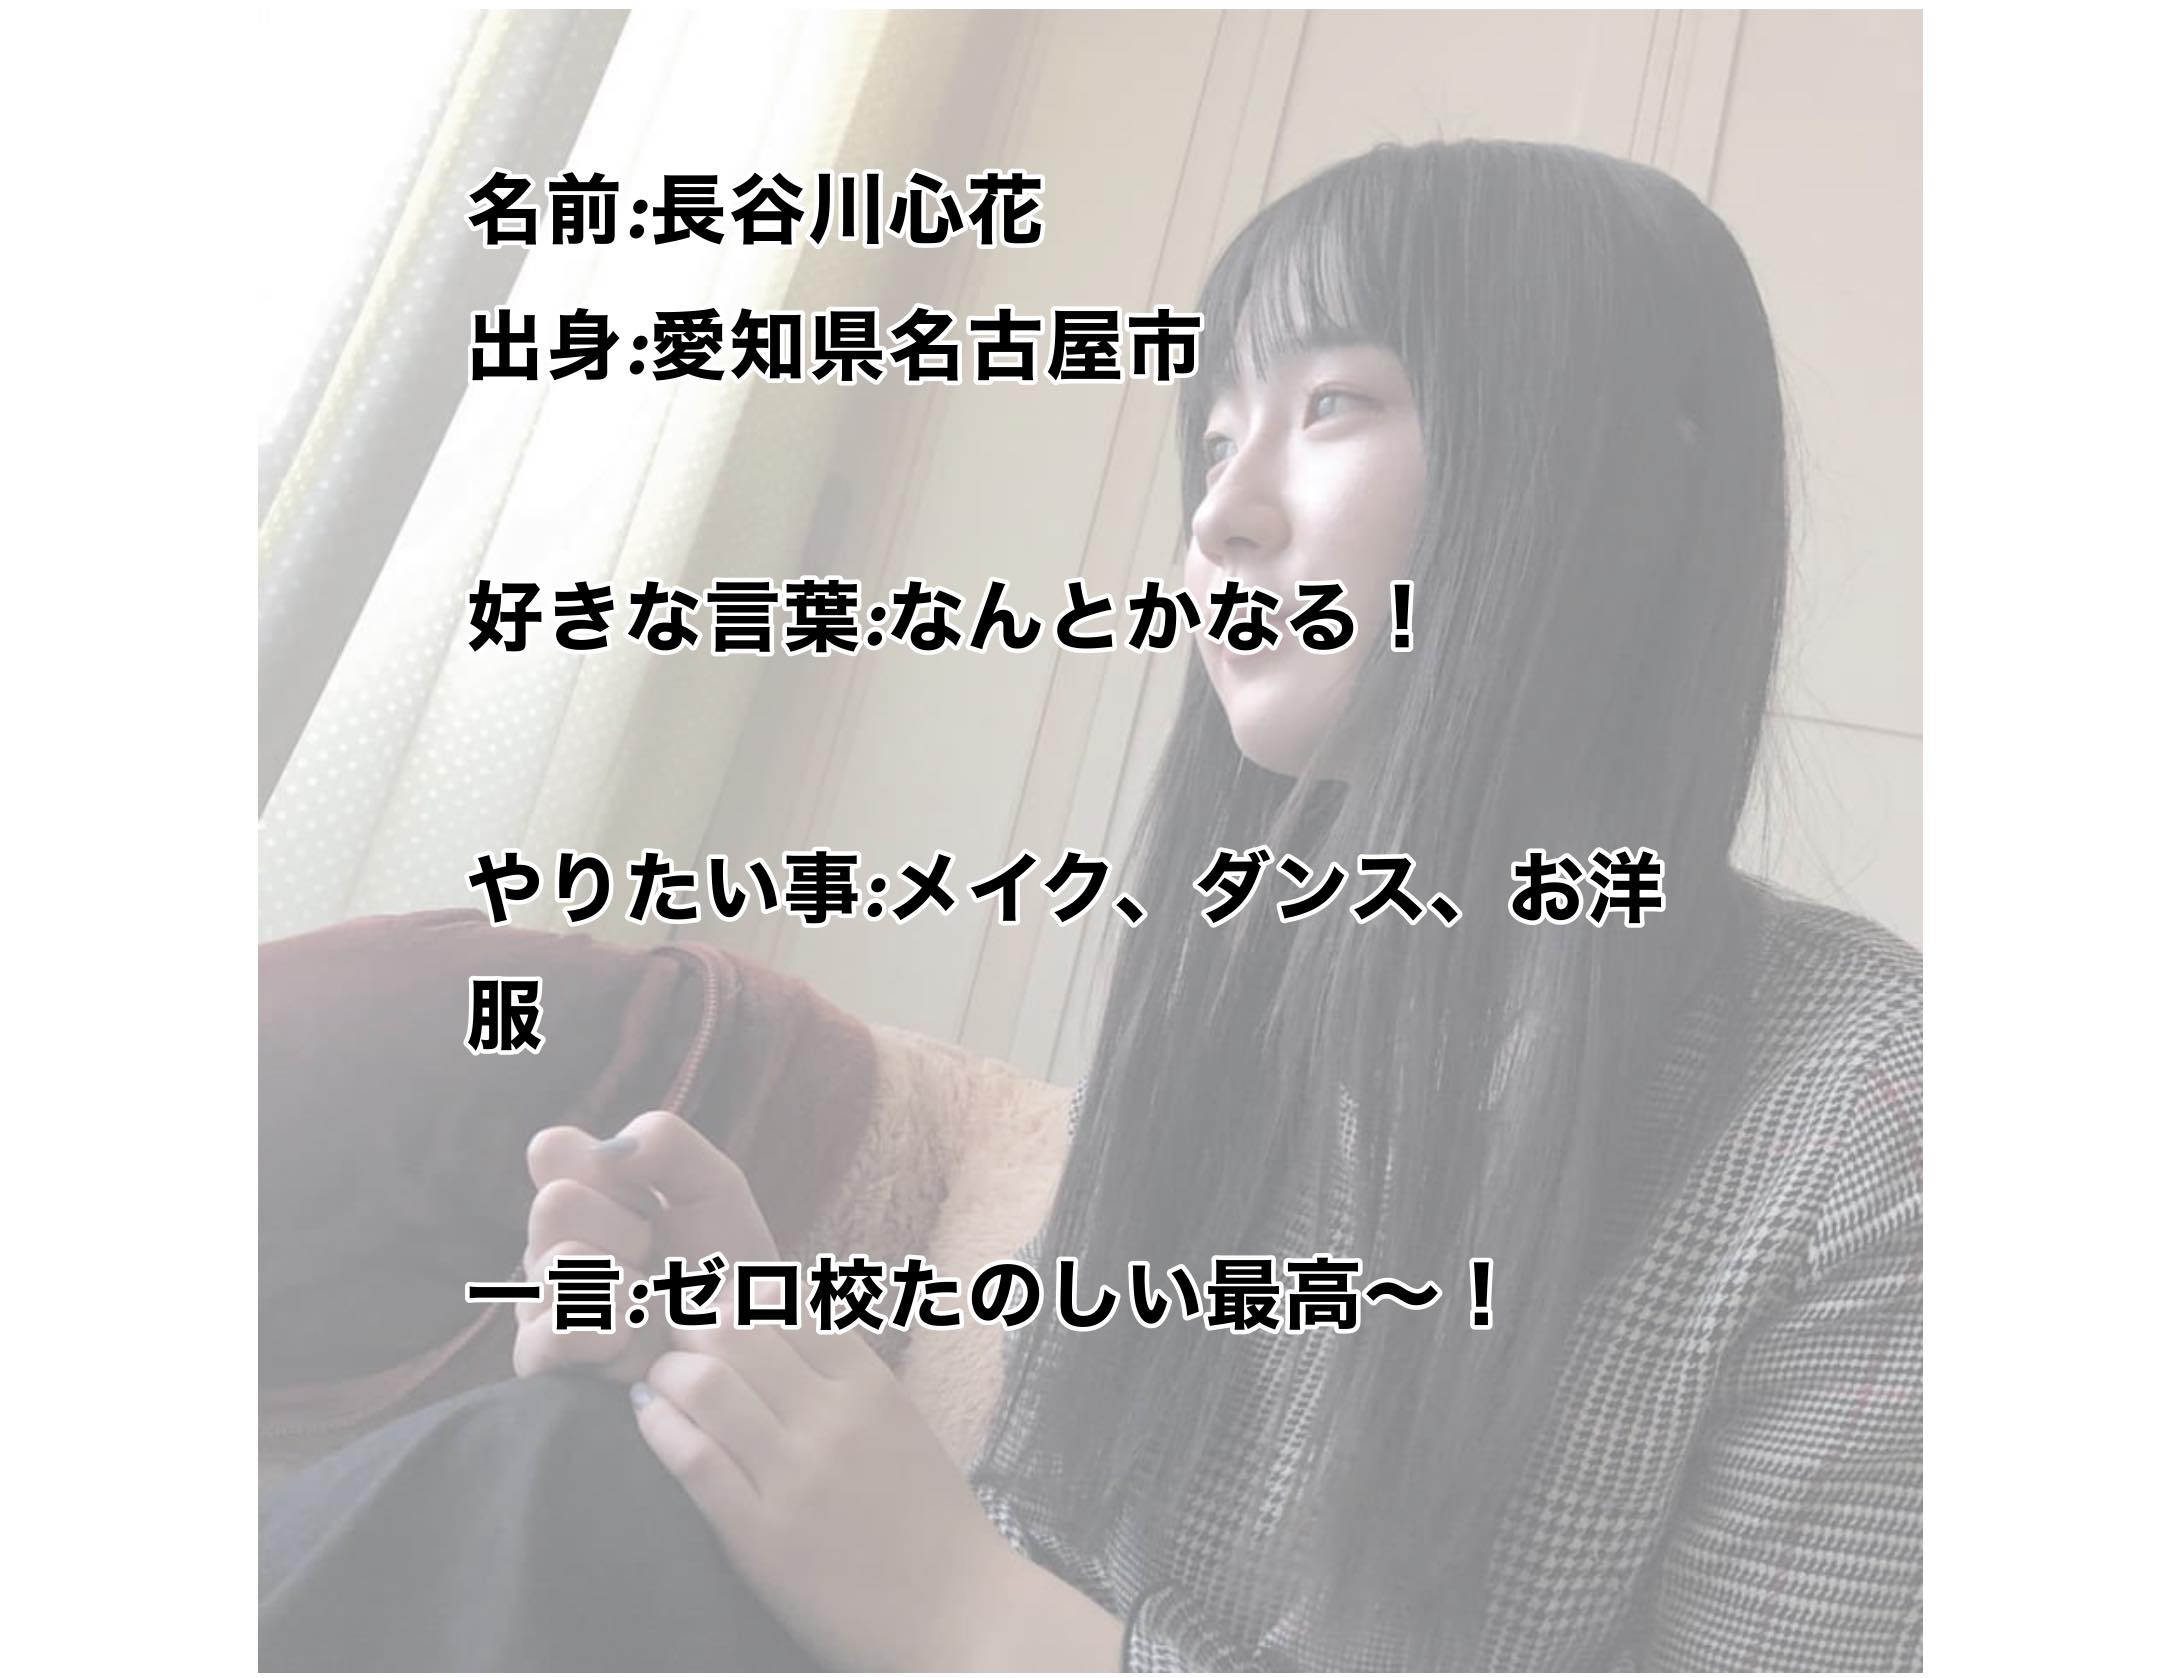 名前:長谷川心花
出身:愛知県名古屋市
好きな言葉:なんとかなる！
やりたい事:メイク、ダンス、お洋
服
一言:ゼロ校たのしい最高〜！